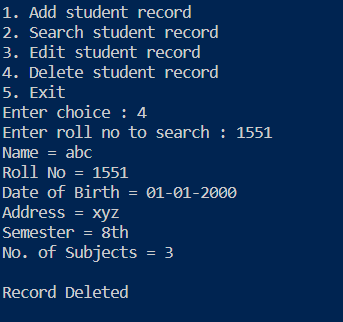 1. Add student record
2. Search student record
3. Edit student record
4. Delete student record
5. Exit
Enter choice : 4
Enter roll no to search : 1551
Name = abc
Roll No = 1551
Date of Birth = 01-01-2000
Address = xyz
Semester = 8th
No. of Subjects = 3

Record Deleted